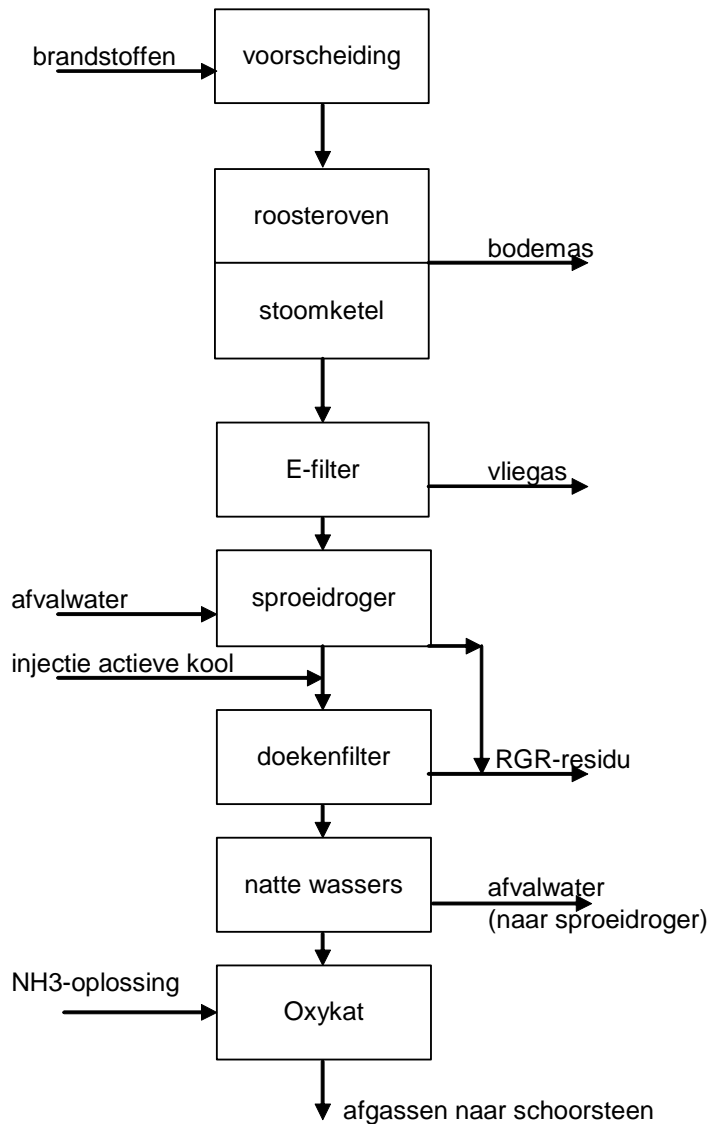 brandstoffen
voorscheiding
roosteroven
bodemas
stoomketel
E-filter
vliegas
afvalwater
sproeidroger
injectie actieve kool
doekenfilter
RGR-residu
natte wassers
afvalwater
(naar sproeidroger)
NH3-oplossing
Oxykat
afgassen naar schoorsteen